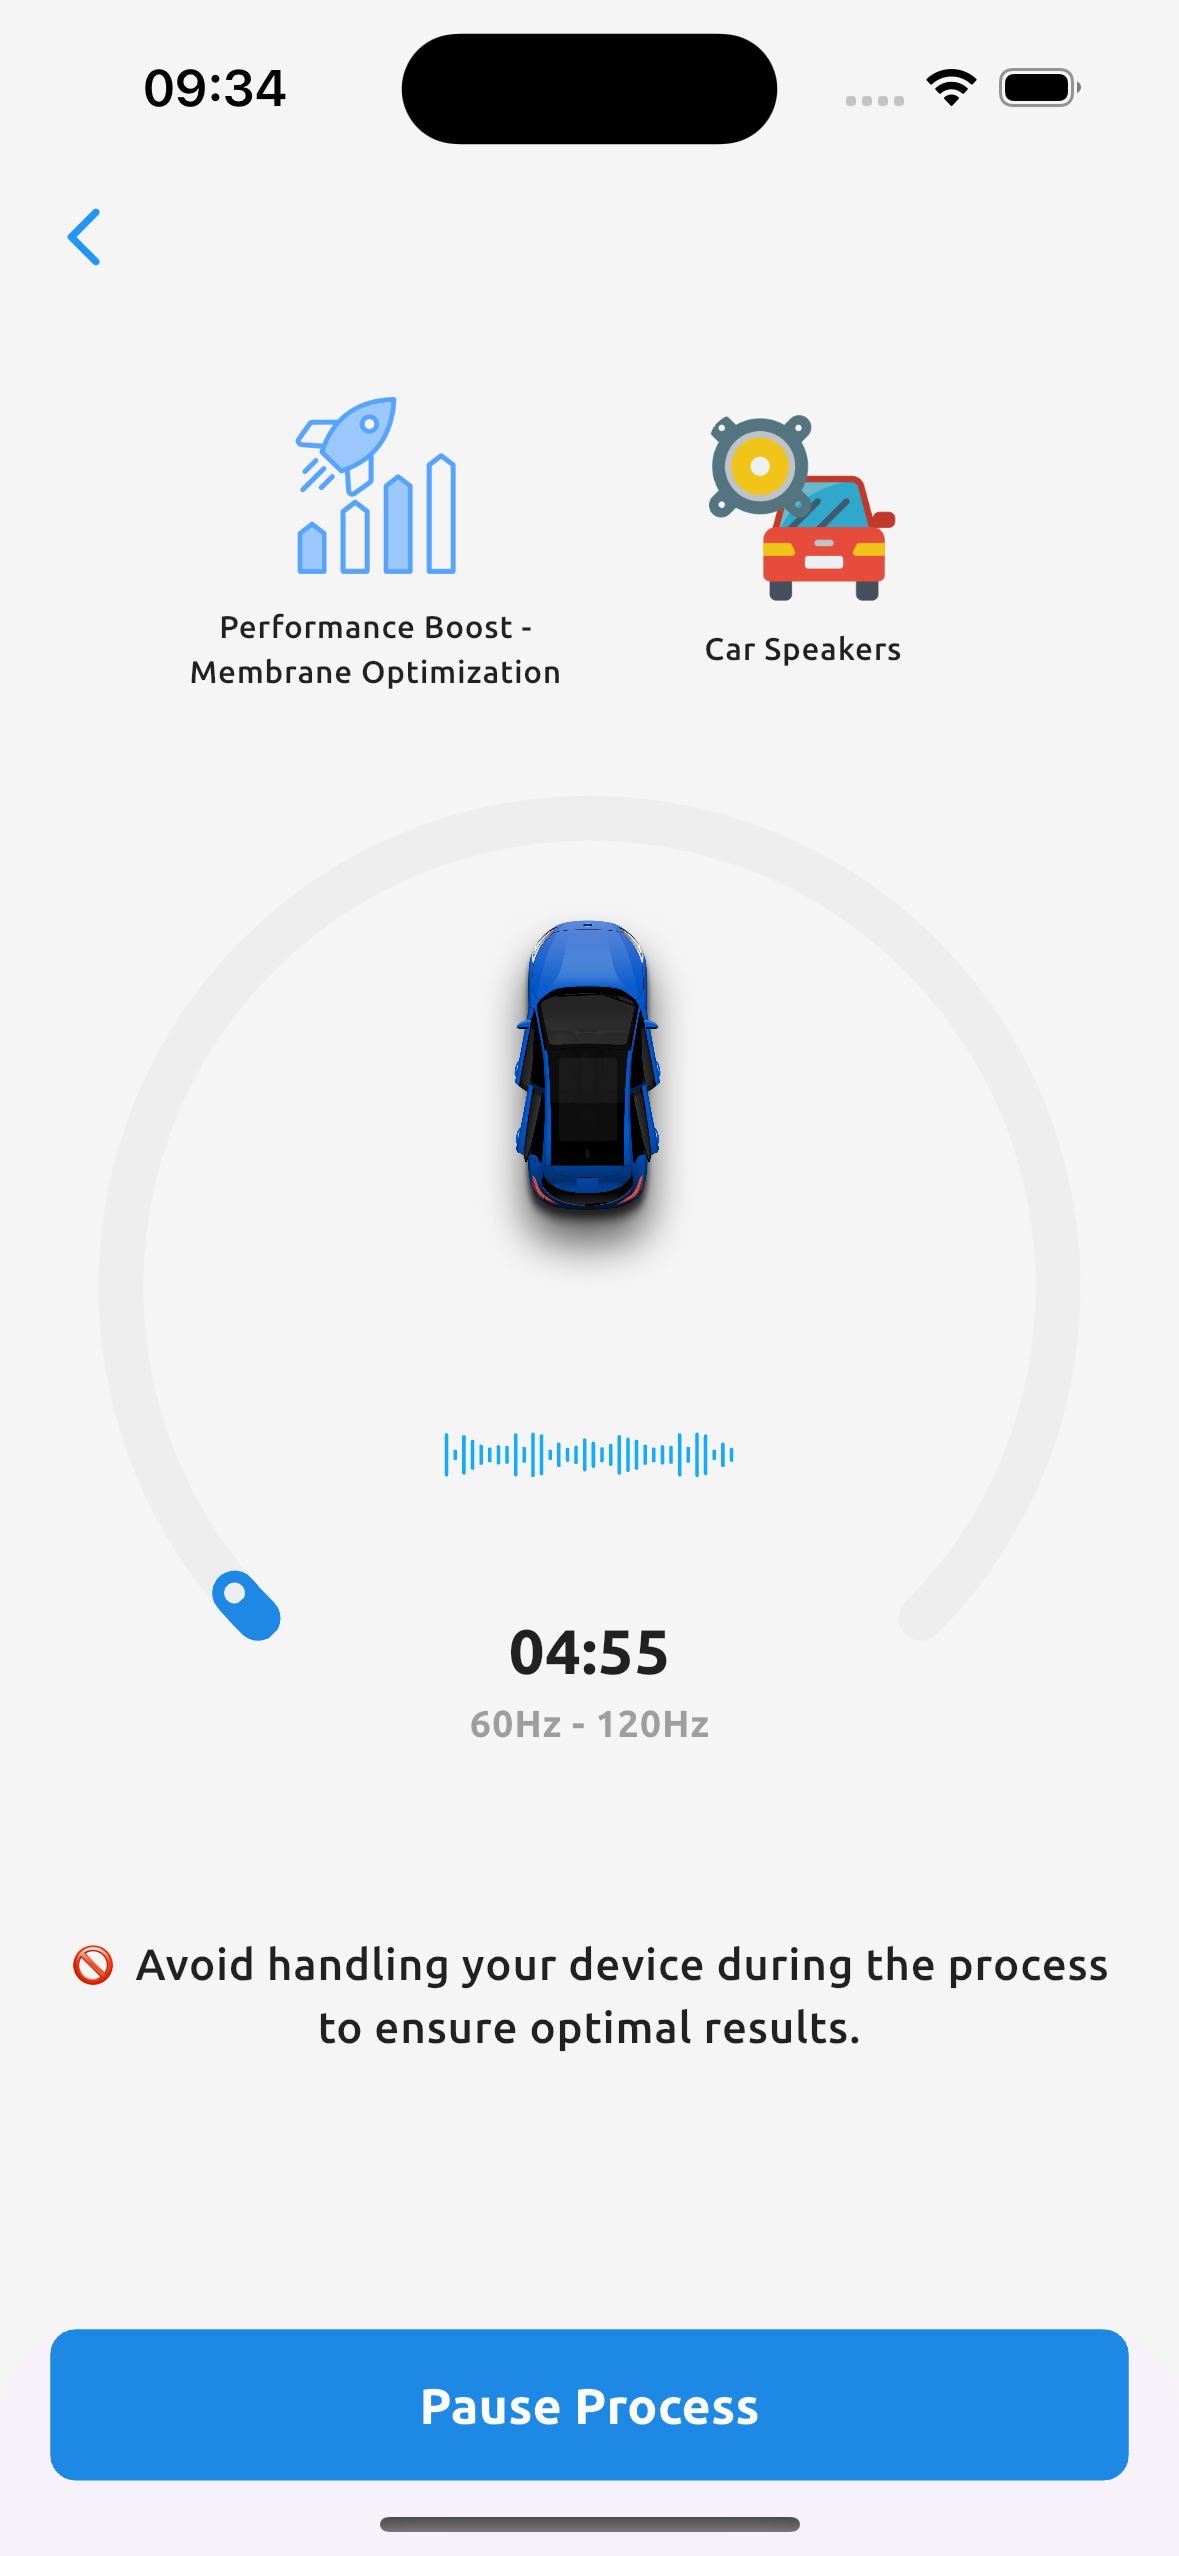 09:34
Performance Boost -
Membrane Optimization
Car Speakers
04:55
60Hz - 120Hz
🚫 Avoid handling your device during the process
to ensure optimal results.
Pause Process